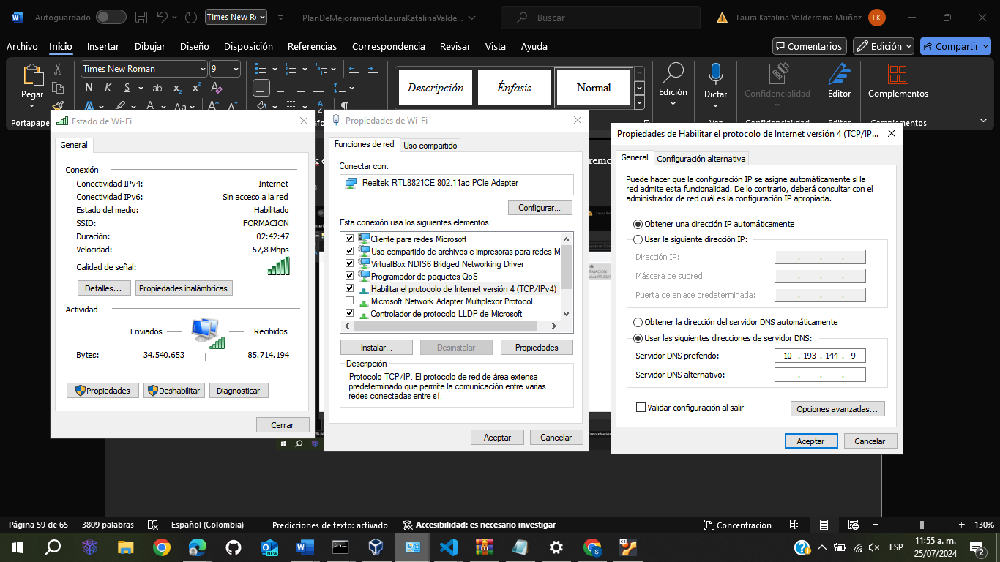 Autoguardado
Times New R
PlanDeMejoramientoLauraKatalinaValde...
Buscar
Laura Katalina Valderrama Muñoz
LK
Archivo Inicio Insertar Dibujar Diseño Disposición Referencias Correspondencia Revisar Vista Ayuda
Comentarios Edición Compartir
Pegar
Portapape
Times New Roman 9
N K S ab x₂ x²
A Aa
Descripción
Énfasis
Normal
Edición
Dictar
Confidencialidad
Editor
Complementos
Voz Confidencialidad Editor Complementos
Estado de Wi-Fi
General
Conexión
Conectividad IPv4: Internet
Conectividad IPv6: Sin acceso a la red
Estado del medio: Habilitado
SSID: FORMACION
Duración: 02:42:47
Velocidad: 57,8 Mbps
Calidad de señal:
Detalles... Propiedades inalámbricas
Actividad
Enviados Recibidos
Bytes: 34.540.653 85.714.194
Propiedades Deshabilitar Diagnosticar
Cerrar
Propiedades de Wi-Fi
Funciones de red Uso compartido
Conectar con:
Realtek RTL8821CE 802.11ac PCIe Adapter
Configurar...
Esta conexión usa los siguientes elementos:
Cliente para redes Microsoft
Uso compartido de archivos e impresoras para redes M
VirtualBox NDIS6 Bridged Networking Driver
Programador de paquetes QoS
Habilitar el protocolo de Internet versión 4 (TCP/IPv4)
Microsoft Network Adapter Multiplexor Protocol
Controlador de protocolo LLDP de Microsoft
Instalar... Desinstalar Propiedades
Descripción
Protocolo TCP/IP. El protocolo de red de área extensa
predeterminado que permite la comunicación entre varias
redes conectadas entre sí.
Aceptar Cancelar
Propiedades de Habilitar el protocolo de Internet versión 4 (TCP/IP...
General Configuración alternativa
Puede hacer que la configuración IP se asigne automáticamente si la
red admite esta funcionalidad. De lo contrario, deberá consultar con el
administrador de red cuál es la configuración IP apropiada.
Obtener una dirección IP automáticamente
Usar la siguiente dirección IP:
Dirección IP: . . .
Máscara de subred: . . .
Puerta de enlace predeterminada: . . .
Obtener la dirección del servidor DNS automáticamente
Usar las siguientes direcciones de servidor DNS:
Servidor DNS preferido: 10 . 193 . 144 . 9
Servidor DNS alternativo: . . .
Validar configuración al salir
Opciones avanzadas...
Aceptar Cancelar
Página 59 de 65 3809 palabras Español (Colombia) Predicciones de texto: activado Accesibilidad: es necesario investigar Concentración 130%
ESP
11:55 a. m.
25/07/2024
2